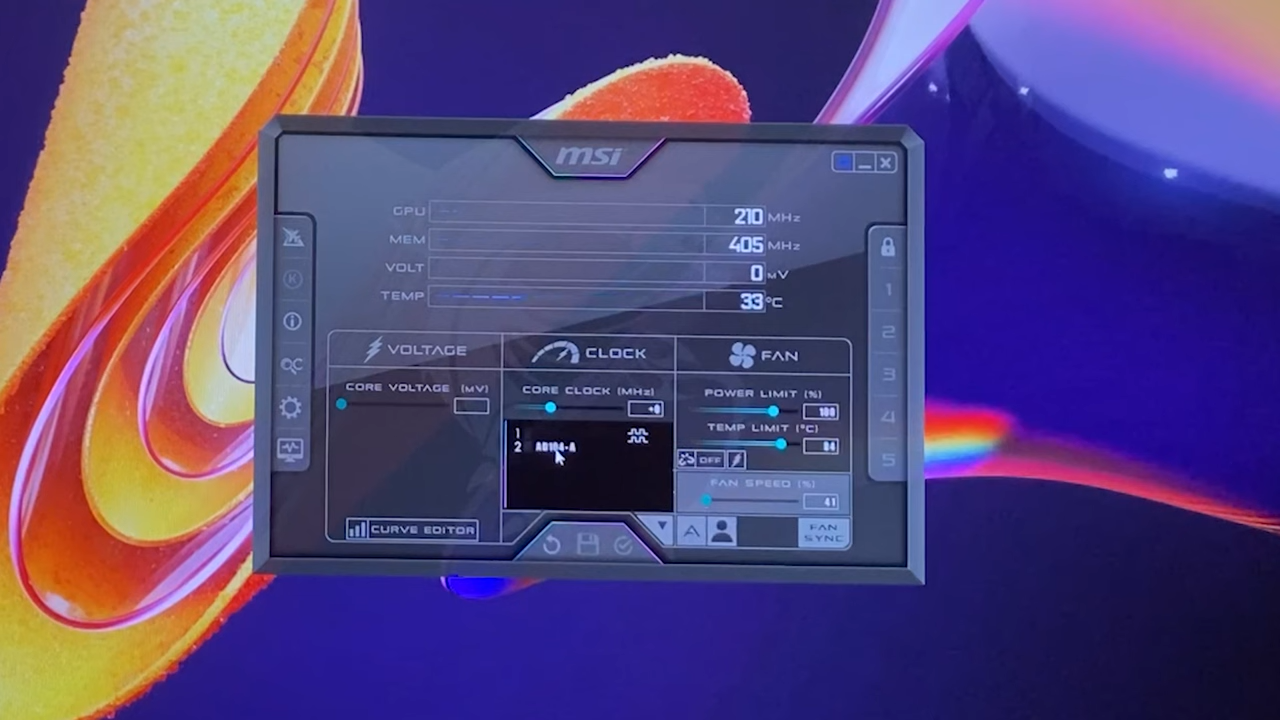 msi
GPU 210 MHz
MEM 405 MHz
VOLT 0 MV
TEMP 33 °C
K
i
OC
1
2
3
4
5
VOLTAGE
CORE VOLTAGE (MV)
CURVE EDITOR
CLOCK
CORE CLOCK (MHz)
+0
1
2
FAN
POWER LIMIT (%)
100
TEMP LIMIT (°C)
84
OFF
FAN SPEED (%)
41
A
FAN
SYNC